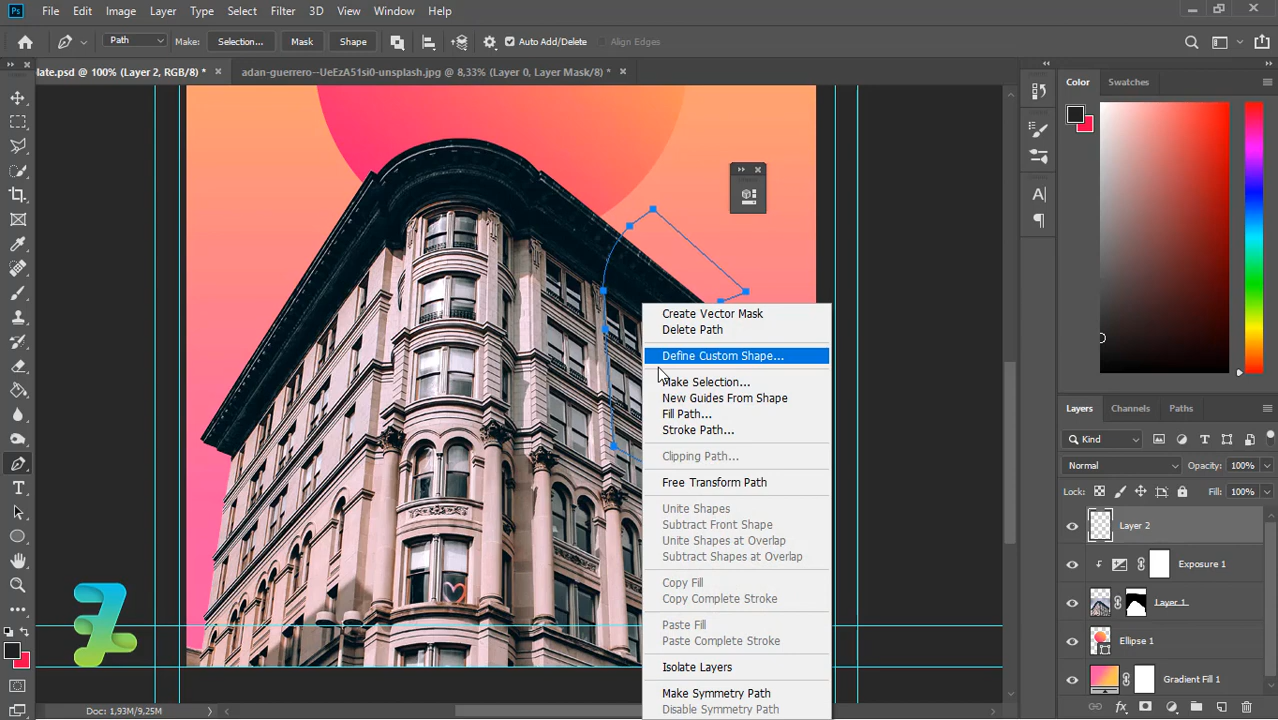 Ps File Edit Image Layer Type Select Filter 3D View Window Help
Path Make: Selection... Mask Shape Auto Add/Delete Align Edges
late.psd @ 100% (Layer 2, RGB/8) * adan-guerrero--UeEzA51si0-unsplash.jpg @ 8,33% (Layer 0, Layer Mask/8) *
Color Swatches
Create Vector Mask
Delete Path
Define Custom Shape...
Make Selection...
New Guides From Shape
Fill Path...
Stroke Path...
Clipping Path...
Free Transform Path
Unite Shapes
Subtract Front Shape
Unite Shapes at Overlap
Subtract Shapes at Overlap
Copy Fill
Copy Complete Stroke
Paste Fill
Paste Complete Stroke
Isolate Layers
Make Symmetry Path
Disable Symmetry Path
Layers Channels Paths
Kind
Normal Opacity: 100%
Lock: Fill: 100%
Layer 2
Exposure 1
Layer 1
Ellipse 1
Gradient Fill 1
Doc: 1,93M/9,25M